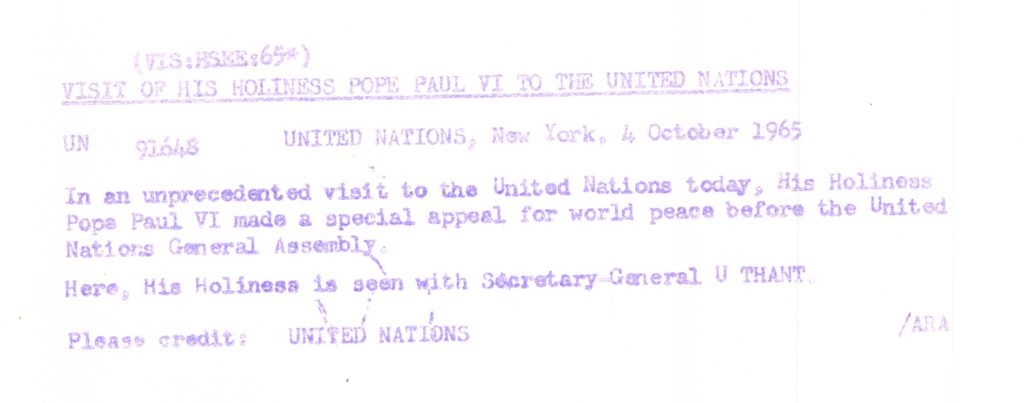 (VIS:HSEE:65*)
VISIT OF HIS HOLINESS POPE PAUL VI TO THE UNITED NATIONS
UN 91648 UNITED NATIONS, New York, 4 October 1965
In an unprecedented visit to the United Nations today, His Holiness
Pope Paul VI made a special appeal for world peace before the United
Nations General Assembly.
Here, His Holiness is seen with Secretary-General U THANT.
Please credit: UNITED NATIONS /ARA